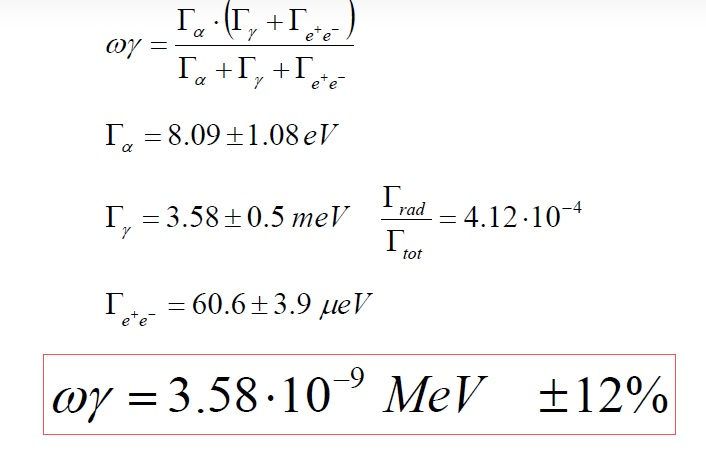 ωγ = Γα · (Γγ + Γe⁺e⁻) / Γα + Γγ + Γe⁺e⁻
Γα = 8.09 ± 1.08 eV
Γγ = 3.58 ± 0.5 meV Γrad / Γtot = 4.12 · 10⁻⁴
Γe⁺e⁻ = 60.6 ± 3.9 μeV
ωγ = 3.58 · 10⁻⁹ MeV ±12%